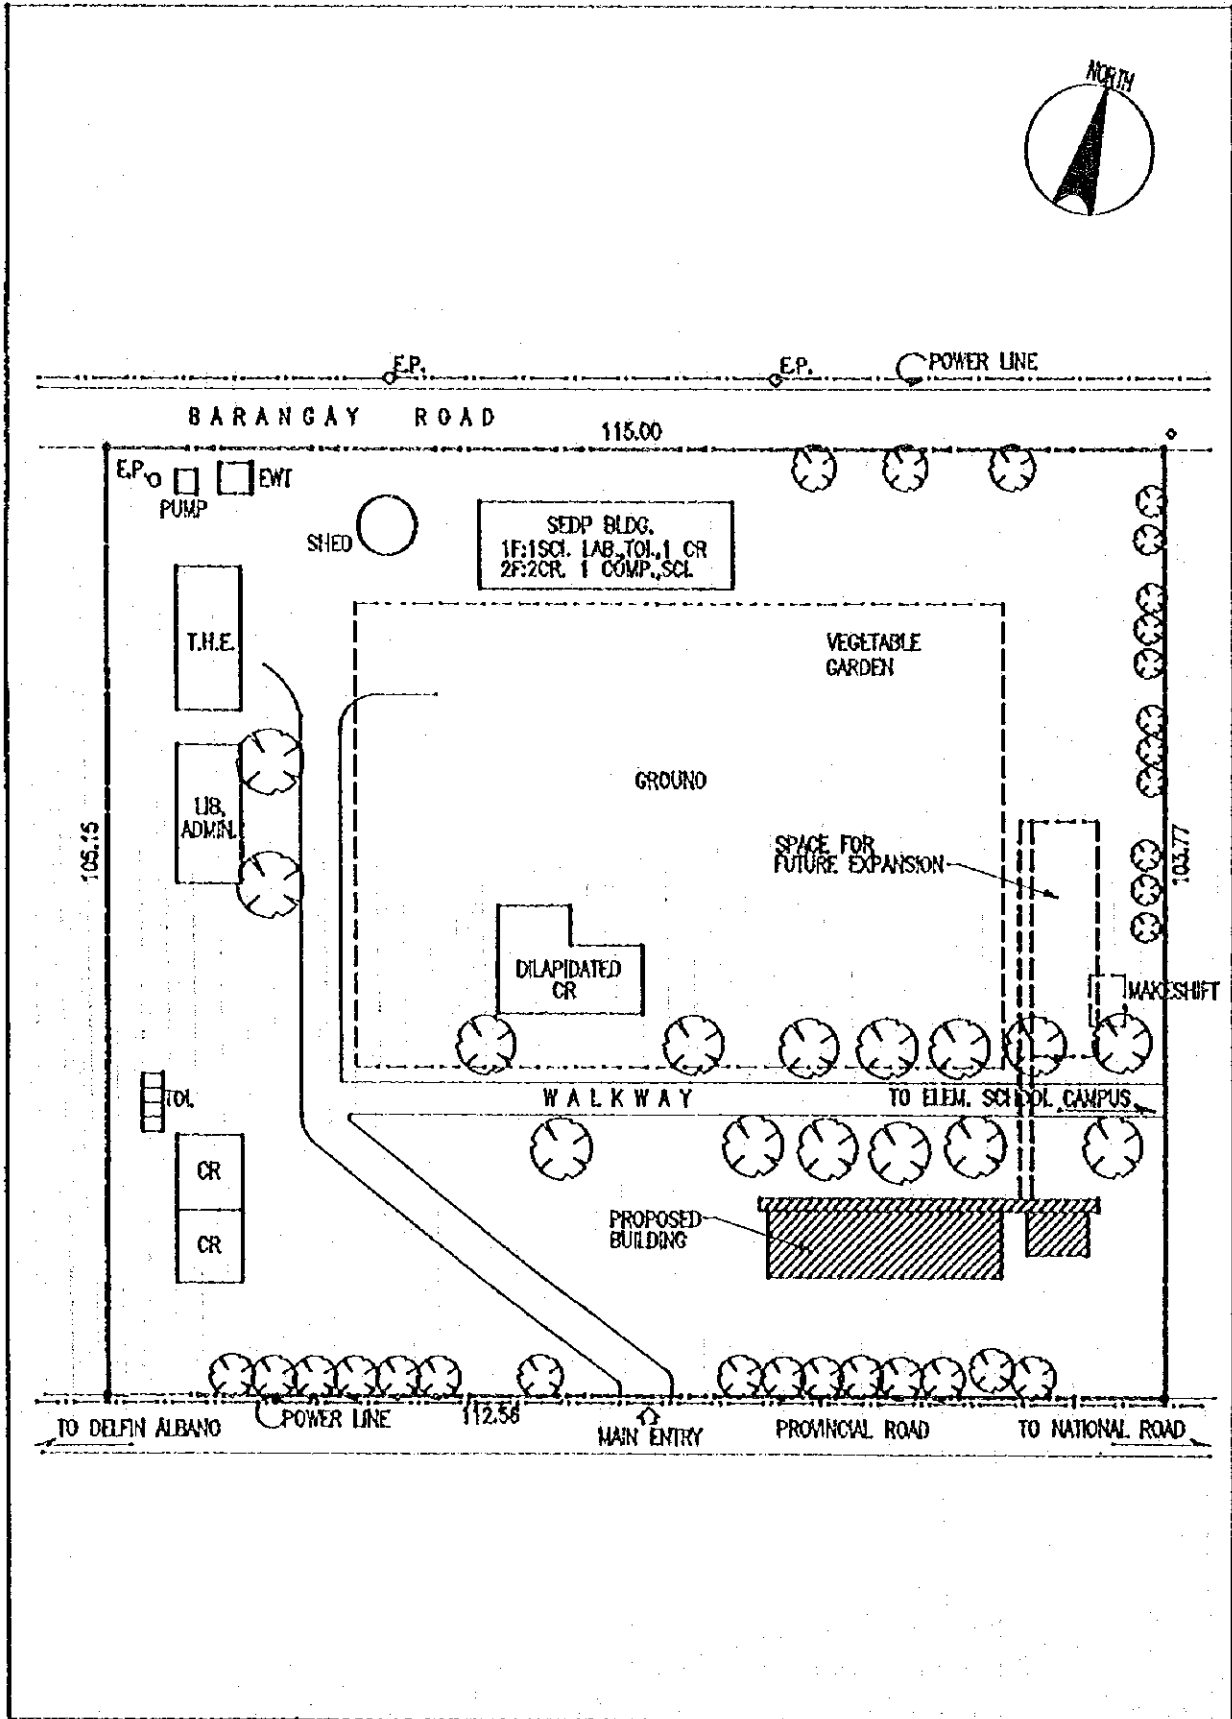 NORTH
E.P.
E.P.
POWER LINE
BARANGAY ROAD
115.00
E.P.
PUMP
EWT
SHED
SEDP BLDG.
1F:1SCI. LAB.,TOI.,1 CR
2F:2CR. 1 COMP.,SCI.
T.H.E.
VEGETABLE
GARDEN
LIB,
ADMIN.
GROUND
105.15
SPACE FOR
FUTURE EXPANSION
103.77
DILAPIDATED
CR
MAKESHIFT
TOI.
WALKWAY
TO ELEM. SCHOOL CAMPUS
CR
CR
PROPOSED
BUILDING
TO DELFIN ALBANO
POWER LINE
112.56
MAIN ENTRY
PROVINCIAL ROAD
TO NATIONAL ROAD